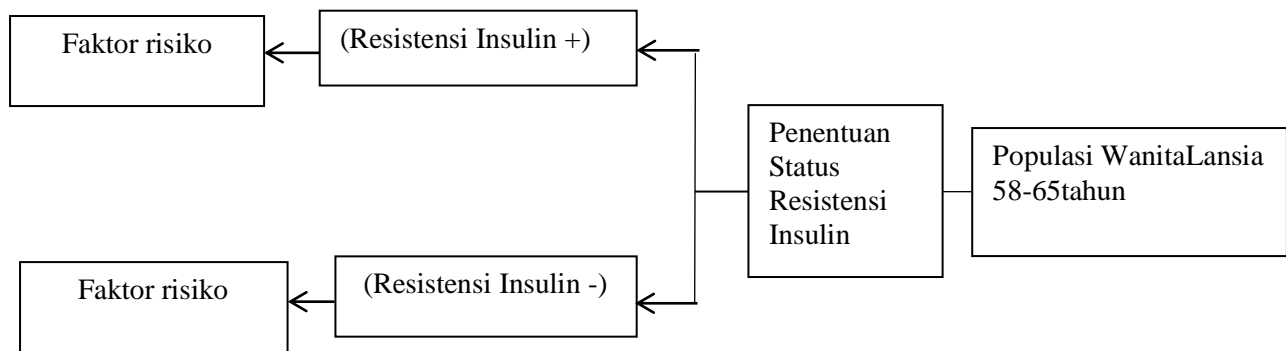 Faktor risiko
(Resistensi Insulin +)
Penentuan
Status
Resistensi
Insulin
Populasi WanitaLansia
58-65tahun
Faktor risiko
(Resistensi Insulin -)